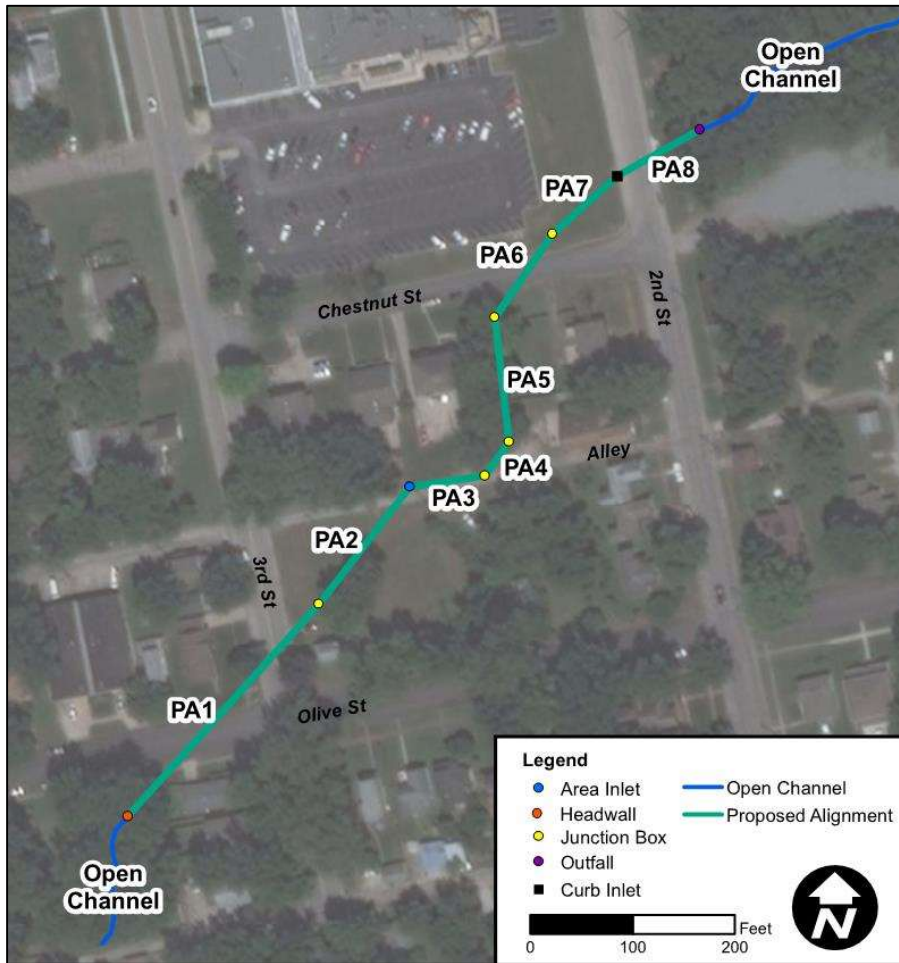 Open
Channel
PA8
PA7
PA6
Chestnut St
2nd St
PA5
Alley
PA4
PA3
PA2
3rd St
PA1
Olive St
Open
Channel
Legend
Area Inlet
Headwall
Junction Box
Outfall
Curb Inlet
Open Channel
Proposed Alignment
Feet
0 100 200
N